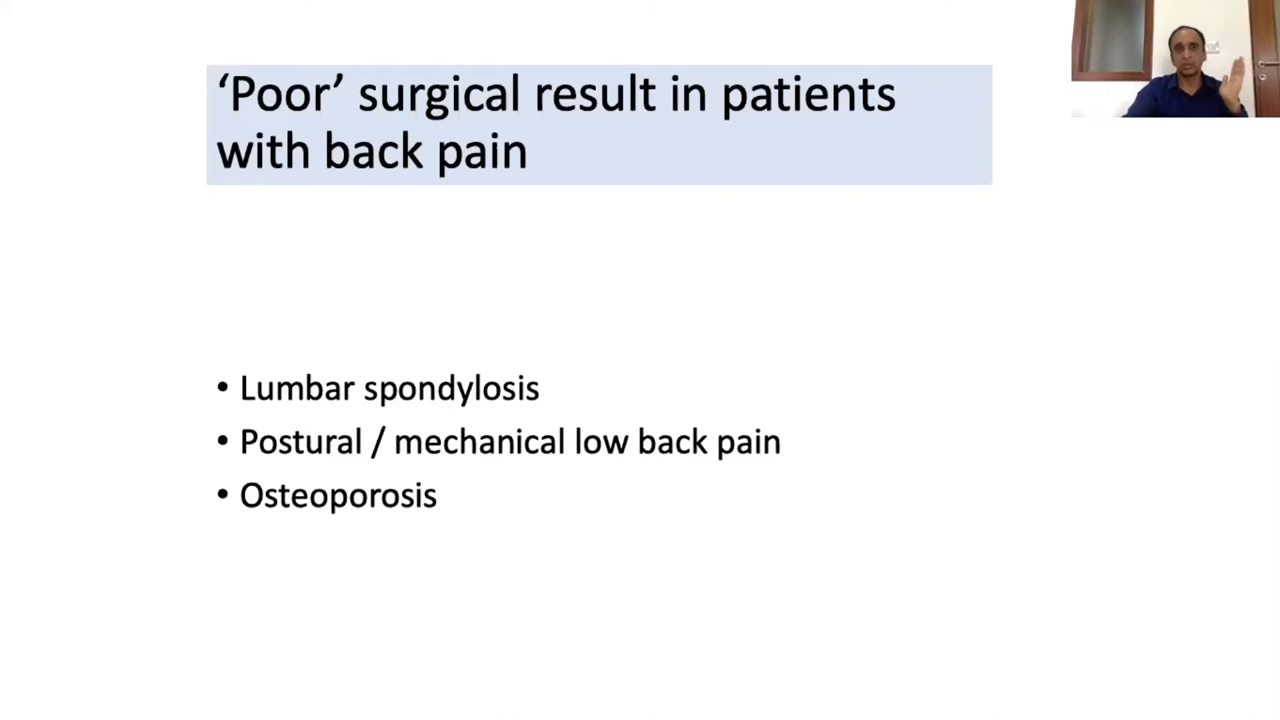 ‘Poor’ surgical result in patients
with back pain
• Lumbar spondylosis
• Postural / mechanical low back pain
• Osteoporosis